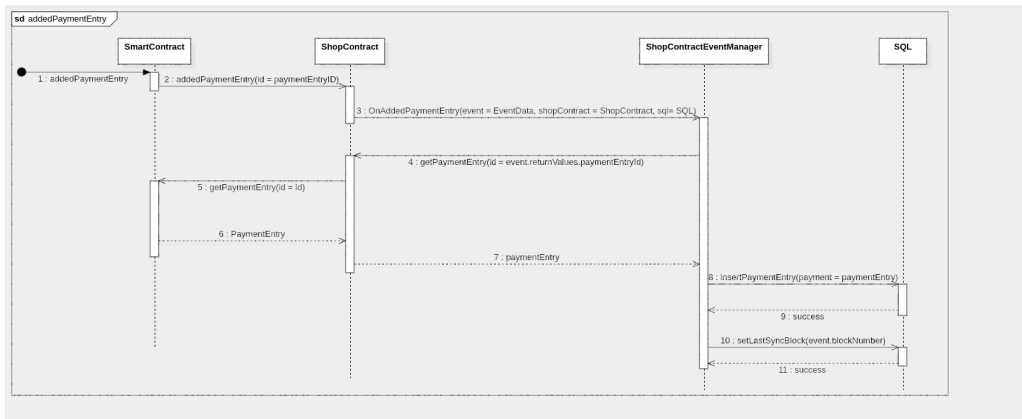 sd addedPaymentEntry
SmartContract
ShopContract
ShopContractEventManager
SQL
1 : addedPaymentEntry
2 : addedPaymentEntry(id = paymentEntryID)
3 : OnAddedPaymentEntry(event = EventData, shopContract = ShopContract, sql= SQL)
4 : getPaymentEntry(id = event.returnValues.paymentEntryId)
5 : getPaymentEntry(id = id)
6 : PaymentEntry
7 : paymentEntry
8 : insertPaymentEntry(payment = paymentEntry)
9 : success
10 : setLastSyncBlock(event.blockNumber)
11 : success